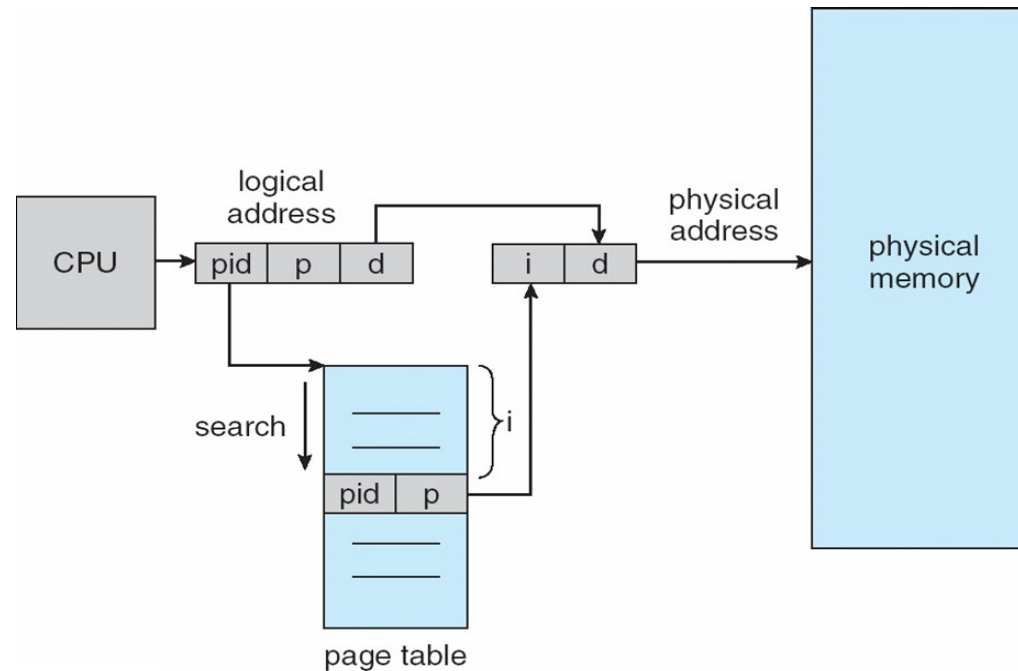 logical
address
physical
address
CPU
pid p d
i d
physical
memory
search
i
pid p
page table